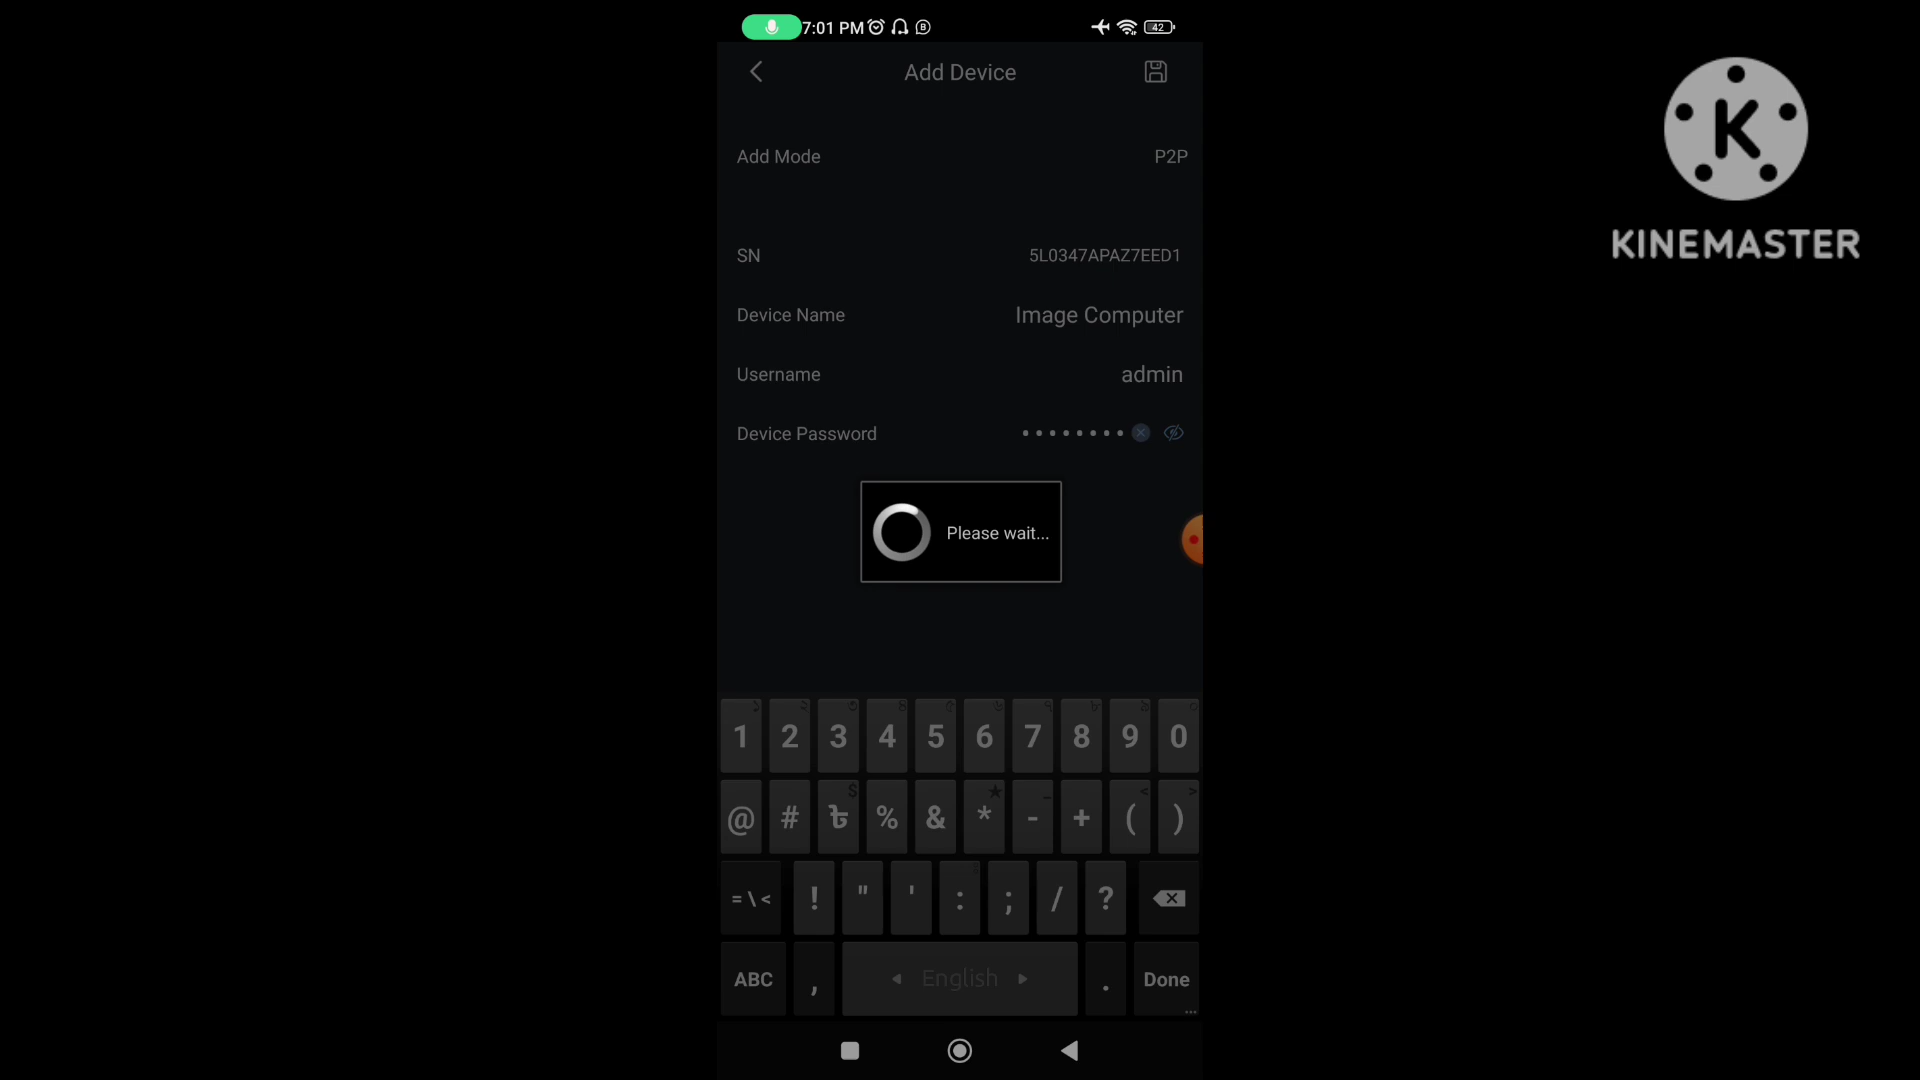 7:01 PM
42
Add Device
Add Mode P2P
SN 5L0347APAZ7EED1
Device Name Image Computer
Username admin
Device Password ••••••••
Please wait...
1 2 3 4 5 6 7 8 9 0
@ # ৳ % & * - + ( )
= \ < ! " ' : ; / ?
ABC , English . Done
K
KINEMASTER